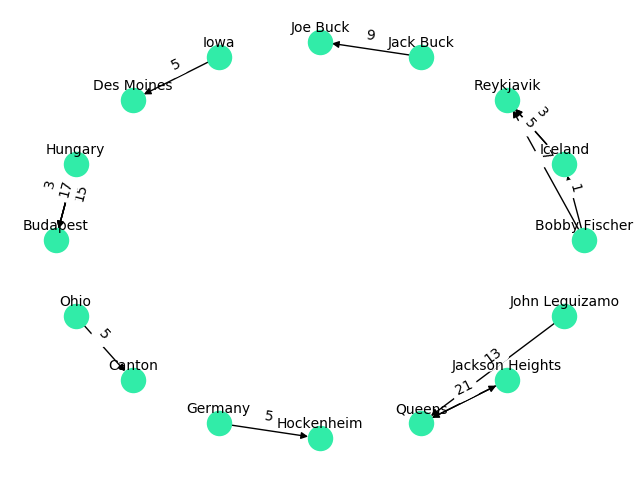 Joe Buck
Iowa
9
Jack Buck
5
Des Moines
Reykjavik
3
5
Hungary
Iceland
3
17
15
1
Budapest
Bobby Fischer
Ohio
John Leguizamo
5
13
Canton
Jackson Heights
21
Germany
5
Hockenheim
Queens